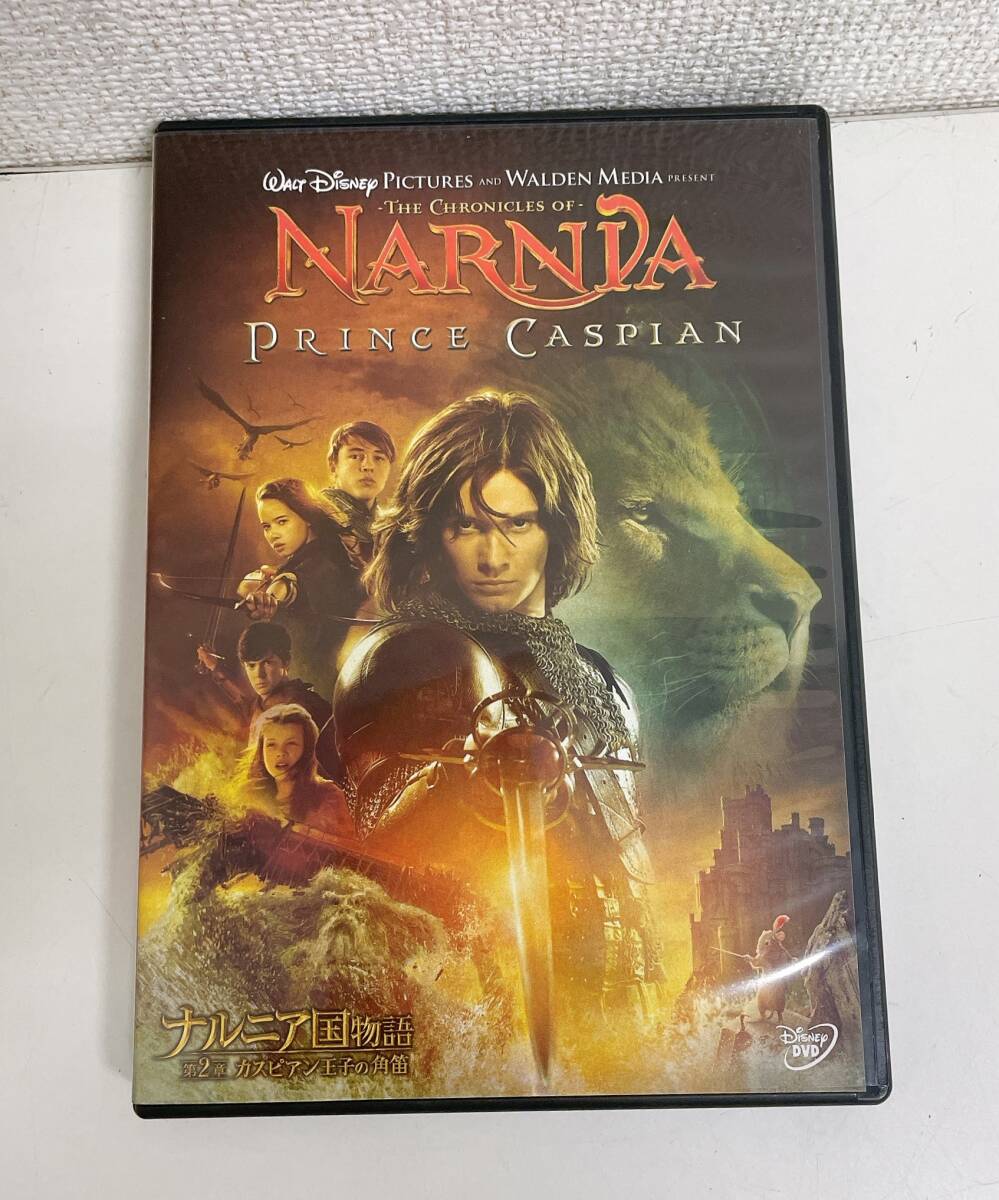 WALT DISNEY PICTURES AND WALDEN MEDIA PRESENT
-THE CHRONICLES OF-
NARNIA
PRINCE CASPIAN
ナルニア国物語
第2章 カスピアン王子の角笛
DISNEY
DVD